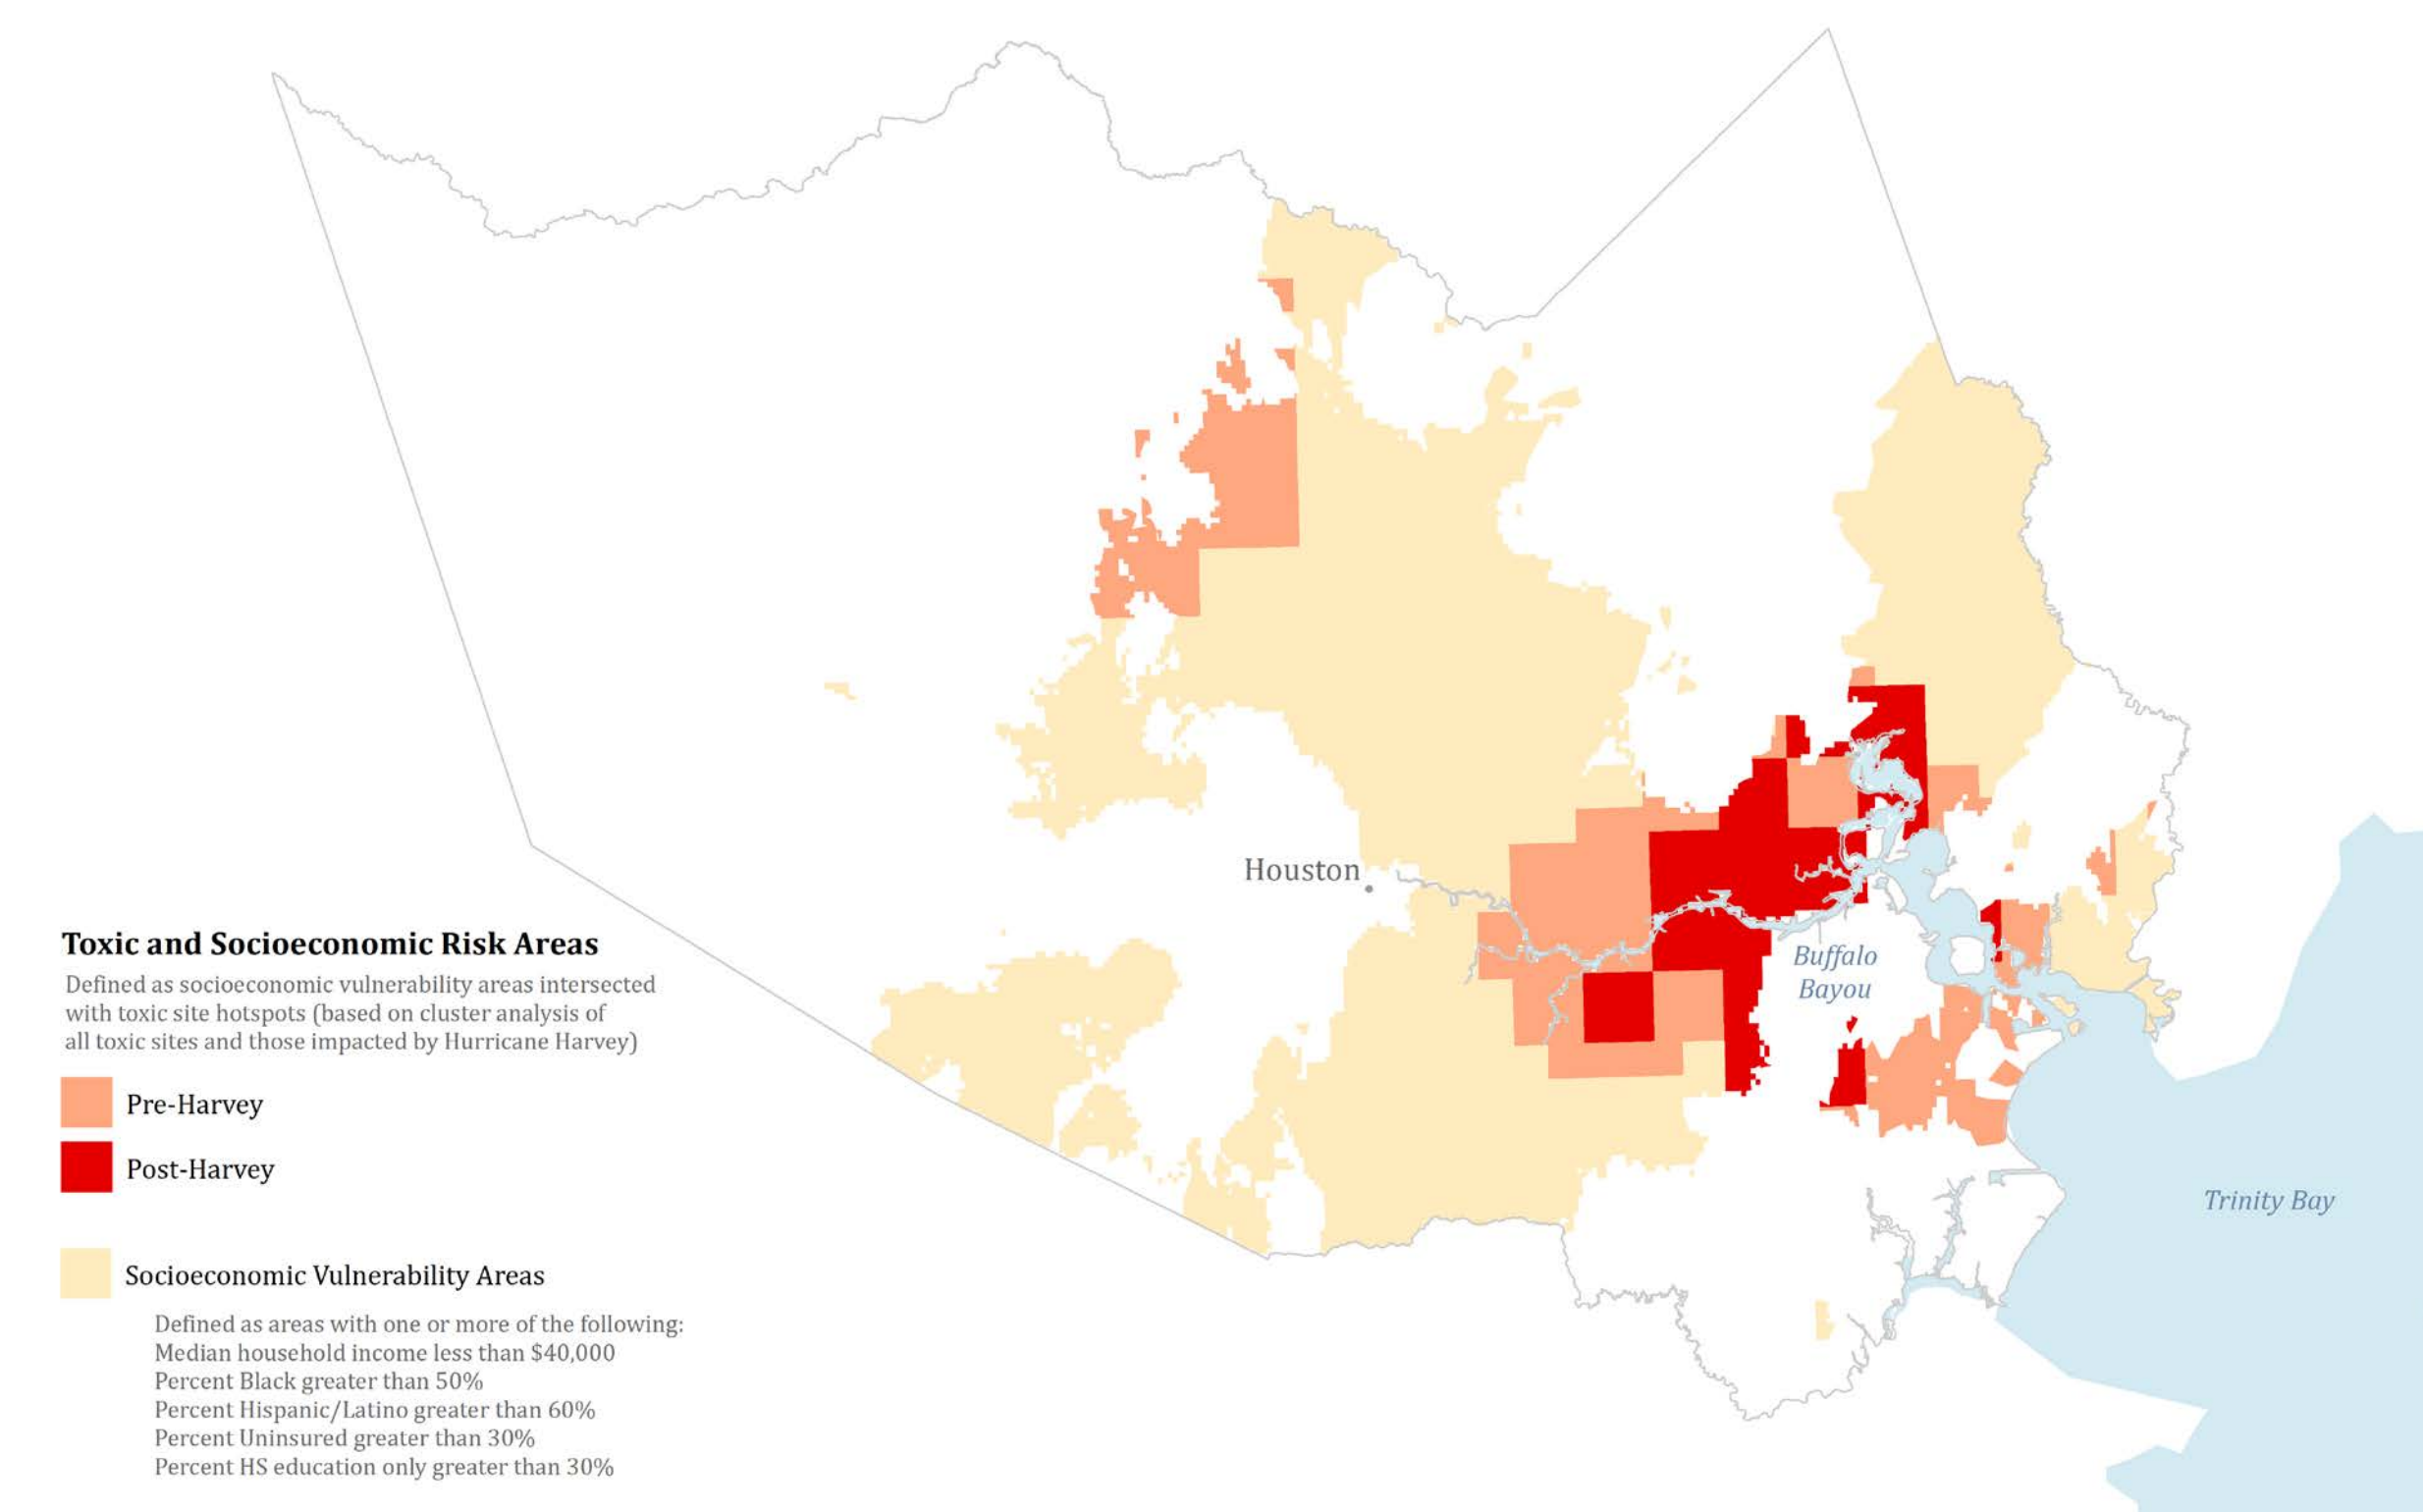 Houston
Toxic and Socioeconomic Risk Areas
Defined as socioeconomic vulnerability areas intersected
with toxic site hotspots (based on cluster analysis of
all toxic sites and those impacted by Hurricane Harvey)
Pre-Harvey
Post-Harvey
Socioeconomic Vulnerability Areas
Defined as areas with one or more of the following:
Median household income less than $40,000
Percent Black greater than 50%
Percent Hispanic/Latino greater than 60%
Percent Uninsured greater than 30%
Percent HS education only greater than 30%
Buffalo
Bayou
Trinity Bay